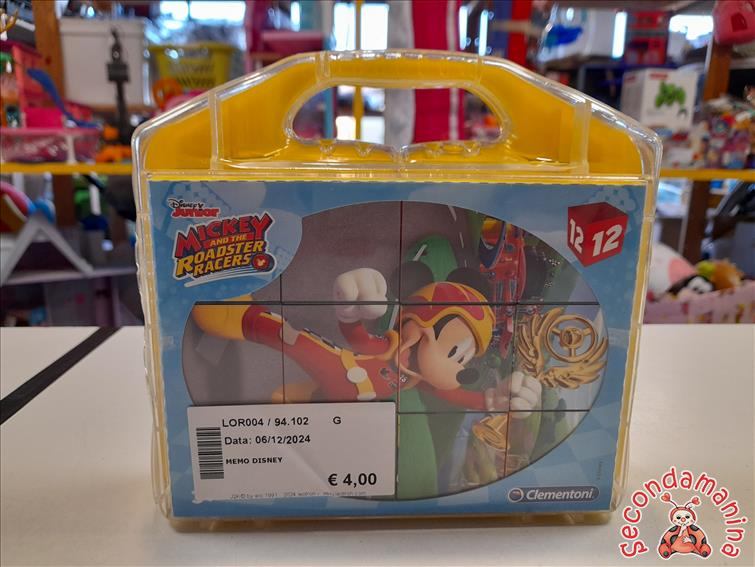 Disney
Junior
MICKEY
AND THE
ROADSTER
RACERS
12
12
LOR004 / 94.102 G
Data: 06/12/2024
MEMO DISNEY
€ 4,00
Clementoni
Secondamanina